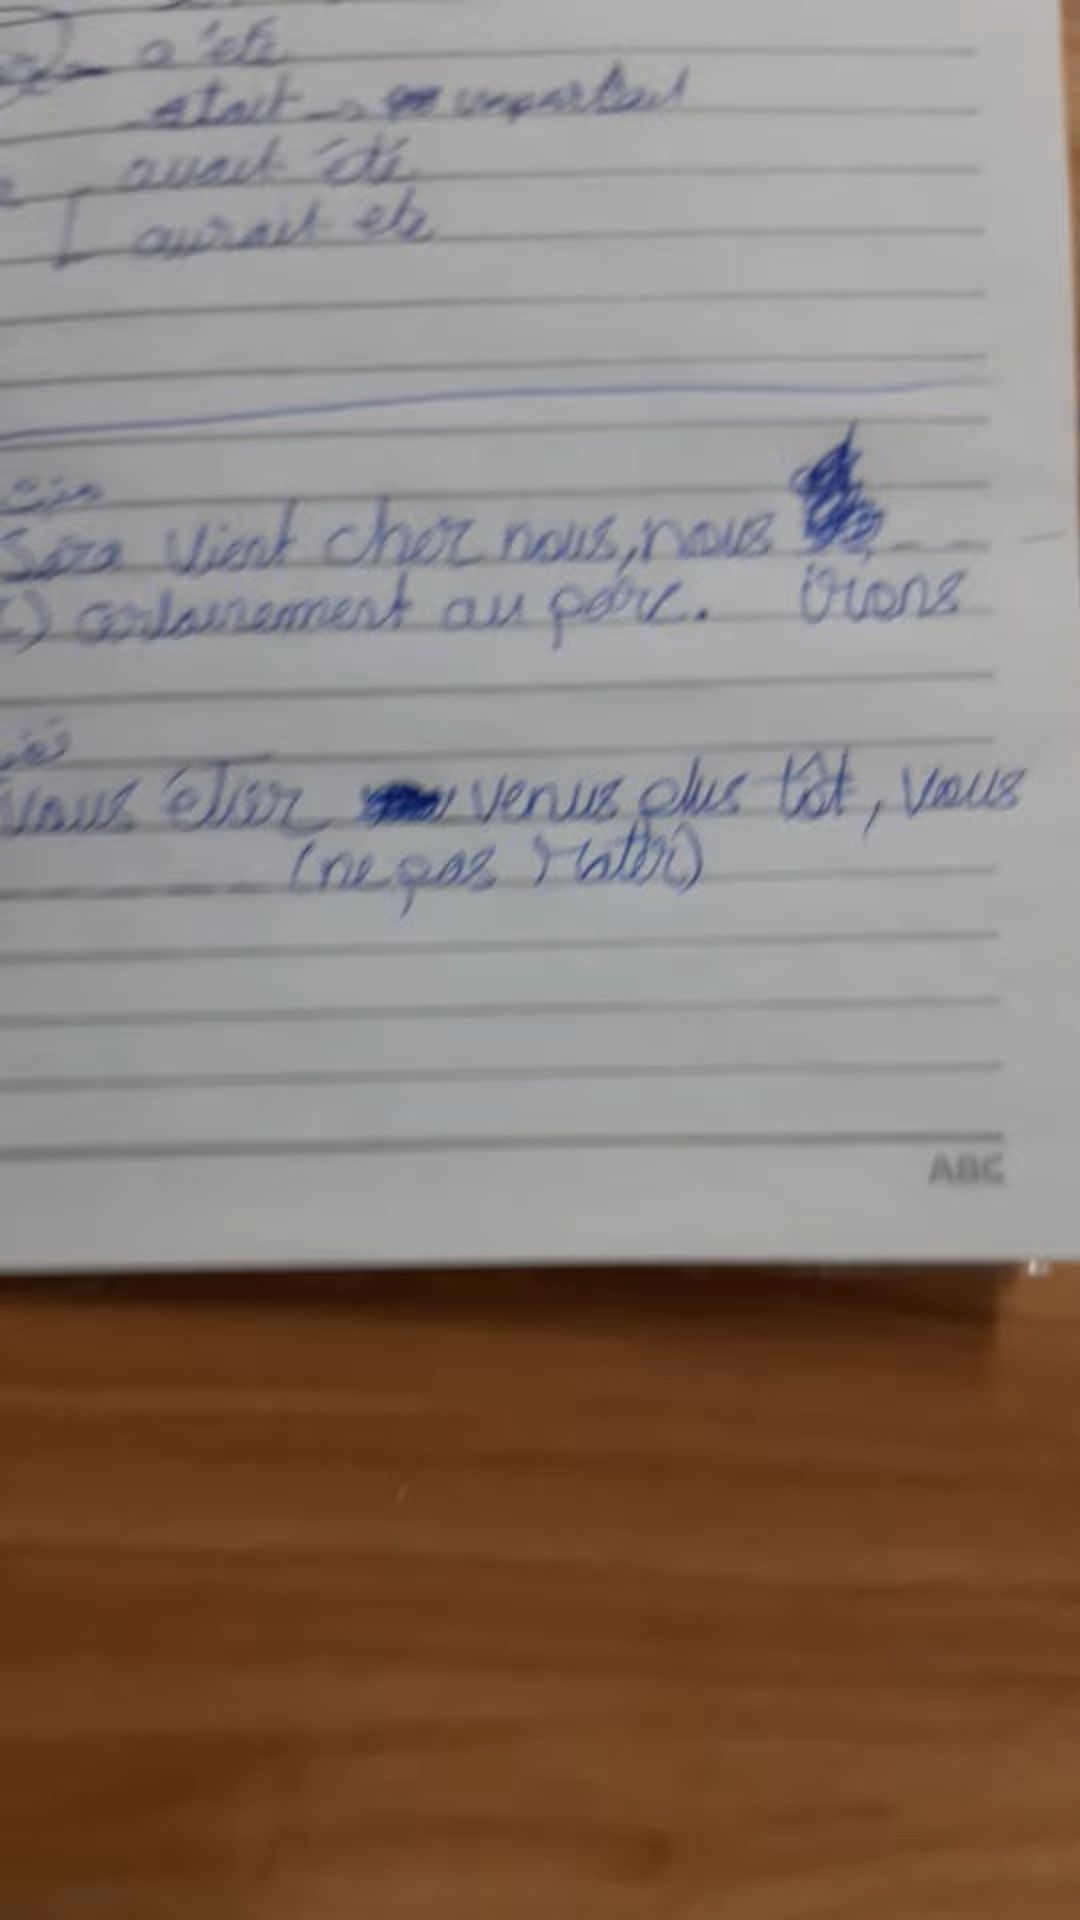 a été
était → imparfait
avait été
aurait été
Sara vient chez nous, nous
certainement au parc. irons
vous étiez venus plus tôt, vous
(ne pas rater)
ABC